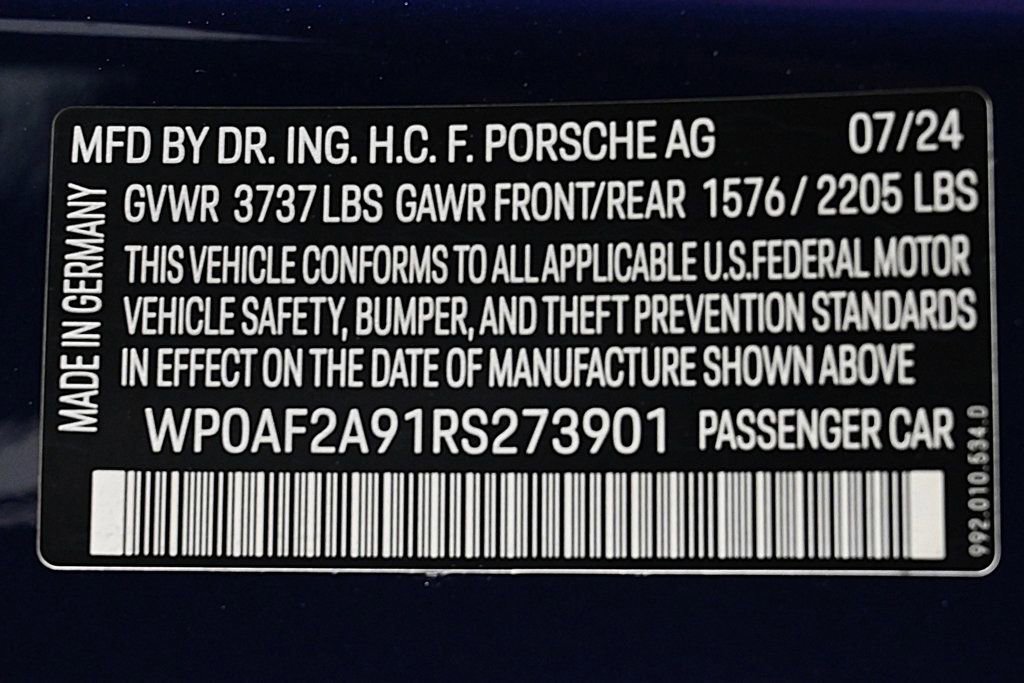 MFD BY DR. ING. H.C. F. PORSCHE AG 07/24
GVWR 3737 LBS GAWR FRONT/REAR 1576 / 2205 LBS
THIS VEHICLE CONFORMS TO ALL APPLICABLE U.S.FEDERAL MOTOR
VEHICLE SAFETY, BUMPER, AND THEFT PREVENTION STANDARDS
IN EFFECT ON THE DATE OF MANUFACTURE SHOWN ABOVE
WP0AF2A91RS273901 PASSENGER CAR
MADE IN GERMANY
992.010.534.D